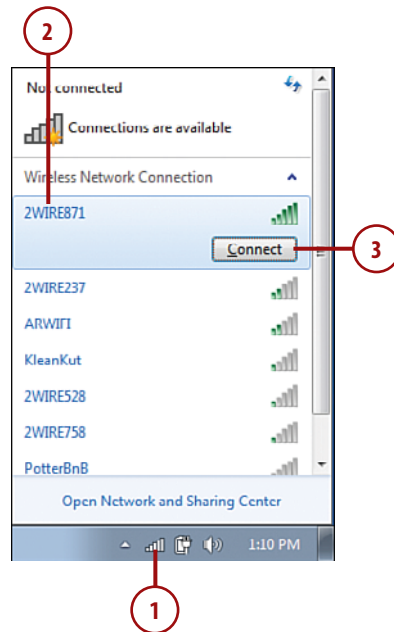 2
Not connected
Connections are available
Wireless Network Connection
2WIRE871
Connect
3
2WIRE237
ARWIFI
KleanKut
2WIRE528
2WIRE758
PotterBnB
Open Network and Sharing Center
1:10 PM
1